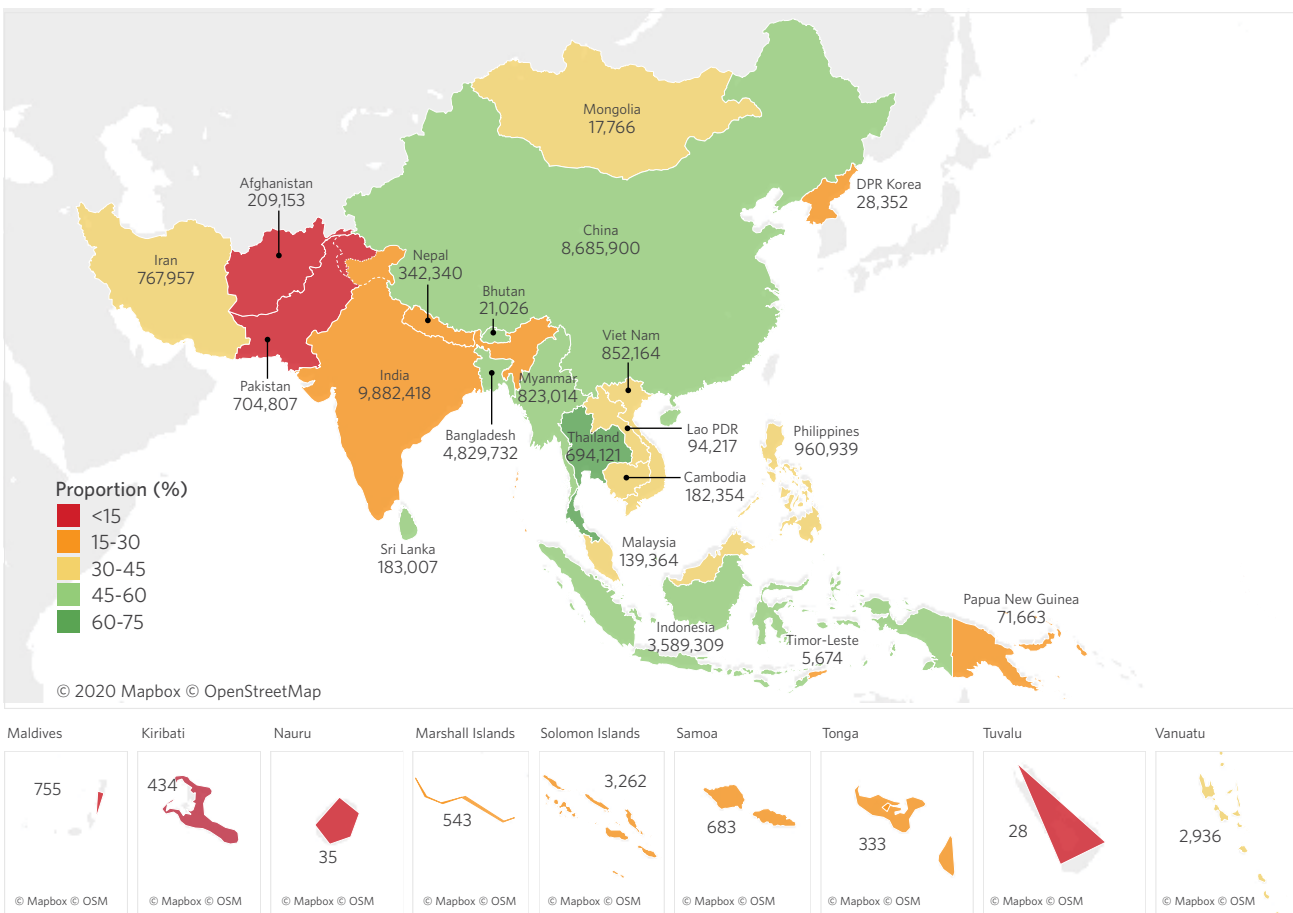 Mongolia
17,766
Afghanistan
209,153
DPR Korea
28,352
China
8,685,900
Iran
767,957
Nepal
342,340
Bhutan
21,026
Viet Nam
852,164
India
9,882,418
Myanmar
823,014
Pakistan
704,807
Bangladesh
4,829,732
Thailand
694,121
Lao PDR
94,217
Philippines
960,939
Cambodia
182,354
Proportion (%)
<15
15-30
30-45
45-60
60-75
Sri Lanka
183,007
Malaysia
139,364
Indonesia
3,589,309
Timor-Leste
5,674
Papua New Guinea
71,663
© 2020 Mapbox © OpenStreetMap
Maldives
755
© Mapbox © OSM
Kiribati
434
© Mapbox © OSM
Nauru
35
© Mapbox © OSM
Marshall Islands
543
© Mapbox © OSM
Solomon Islands
3,262
© Mapbox © OSM
Samoa
683
© Mapbox © OSM
Tonga
333
© Mapbox © OSM
Tuvalu
28
© Mapbox © OSM
Vanuatu
2,936
© Mapbox © OSM